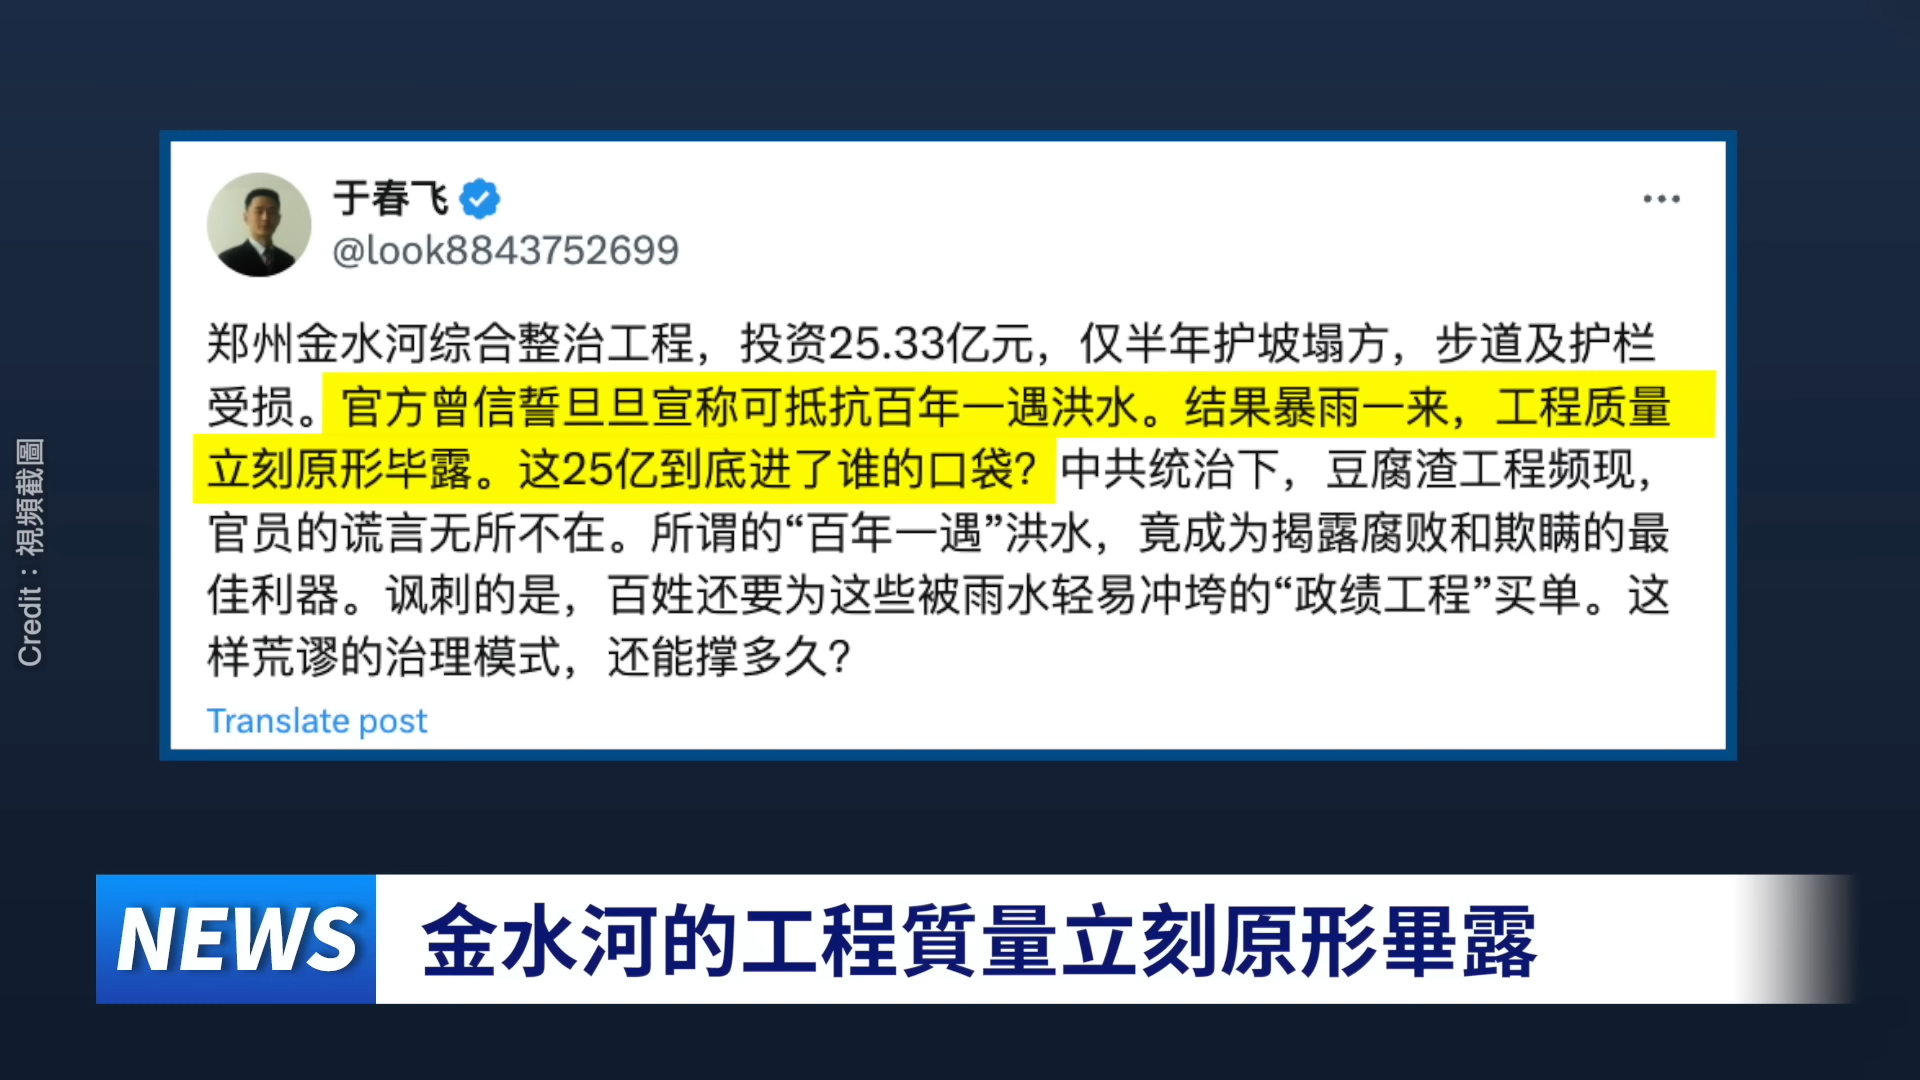 于春飞
@look8843752699
郑州金水河综合整治工程，投资25.33亿元，仅半年护坡塌方，步道及护栏
受损。官方曾信誓旦旦宣称可抵抗百年一遇洪水。结果暴雨一来，工程质量
立刻原形毕露。这25亿到底进了谁的口袋？中共统治下，豆腐渣工程频现，
官员的谎言无所不在。所谓的“百年一遇”洪水，竟成为揭露腐败和欺瞒的最
佳利器。讽刺的是，百姓还要为这些被雨水轻易冲垮的“政绩工程”买单。这
样荒谬的治理模式，还能撑多久？
Translate post
Credit：視頻截圖
NEWS
金水河的工程質量立刻原形畢露